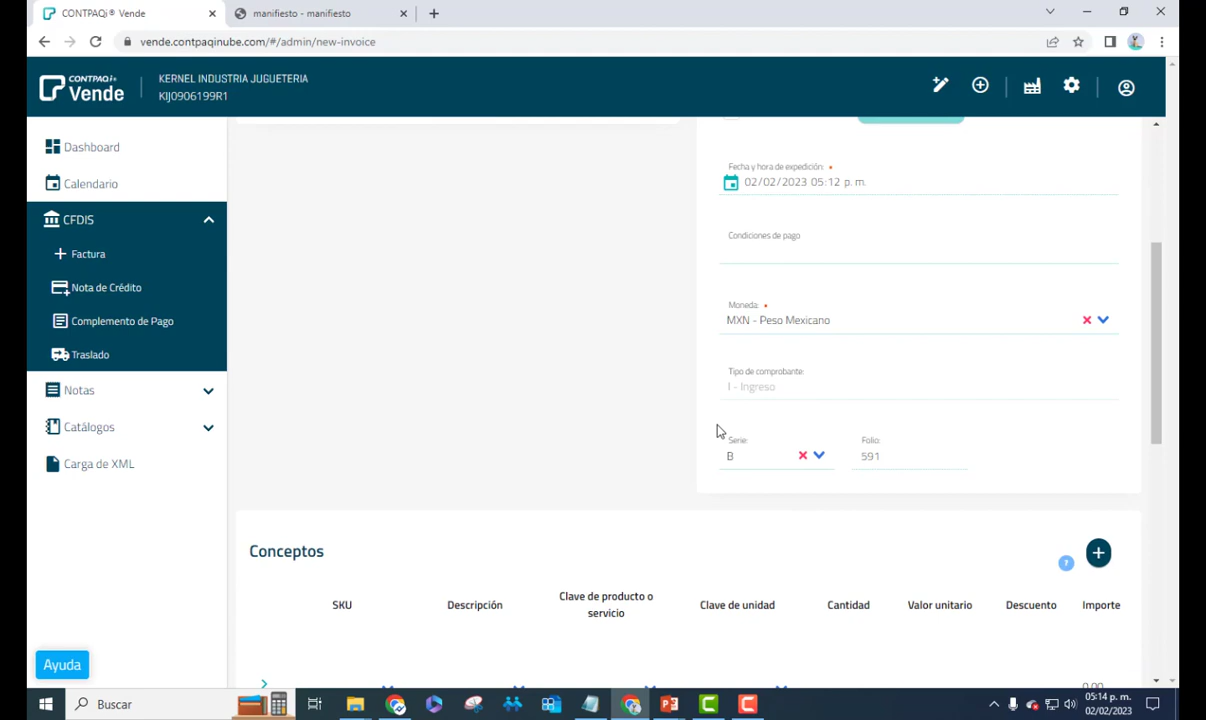 CONTPAQi® Vende
manifiesto - manifiesto
vende.contpaqinube.com/#/admin/new-invoice
CONTPAQi®
Vende
KERNEL INDUSTRIA JUGUETERIA
KIJ0906199R1
Dashboard
Calendario
CFDIS
Factura
Nota de Crédito
Complemento de Pago
Traslado
Notas
Catálogos
Carga de XML
Ayuda
Fecha y hora de expedición:
02/02/2023 05:12 p. m.
Condiciones de pago
Moneda:
MXN - Peso Mexicano
Tipo de comprobante:
I - Ingreso
Serie:
B
Folio:
591
Conceptos
?
SKU
Descripción
Clave de producto o
servicio
Clave de unidad
Cantidad
Valor unitario
Descuento
Importe
0.00
Buscar
05:14 p. m.
02/02/2023